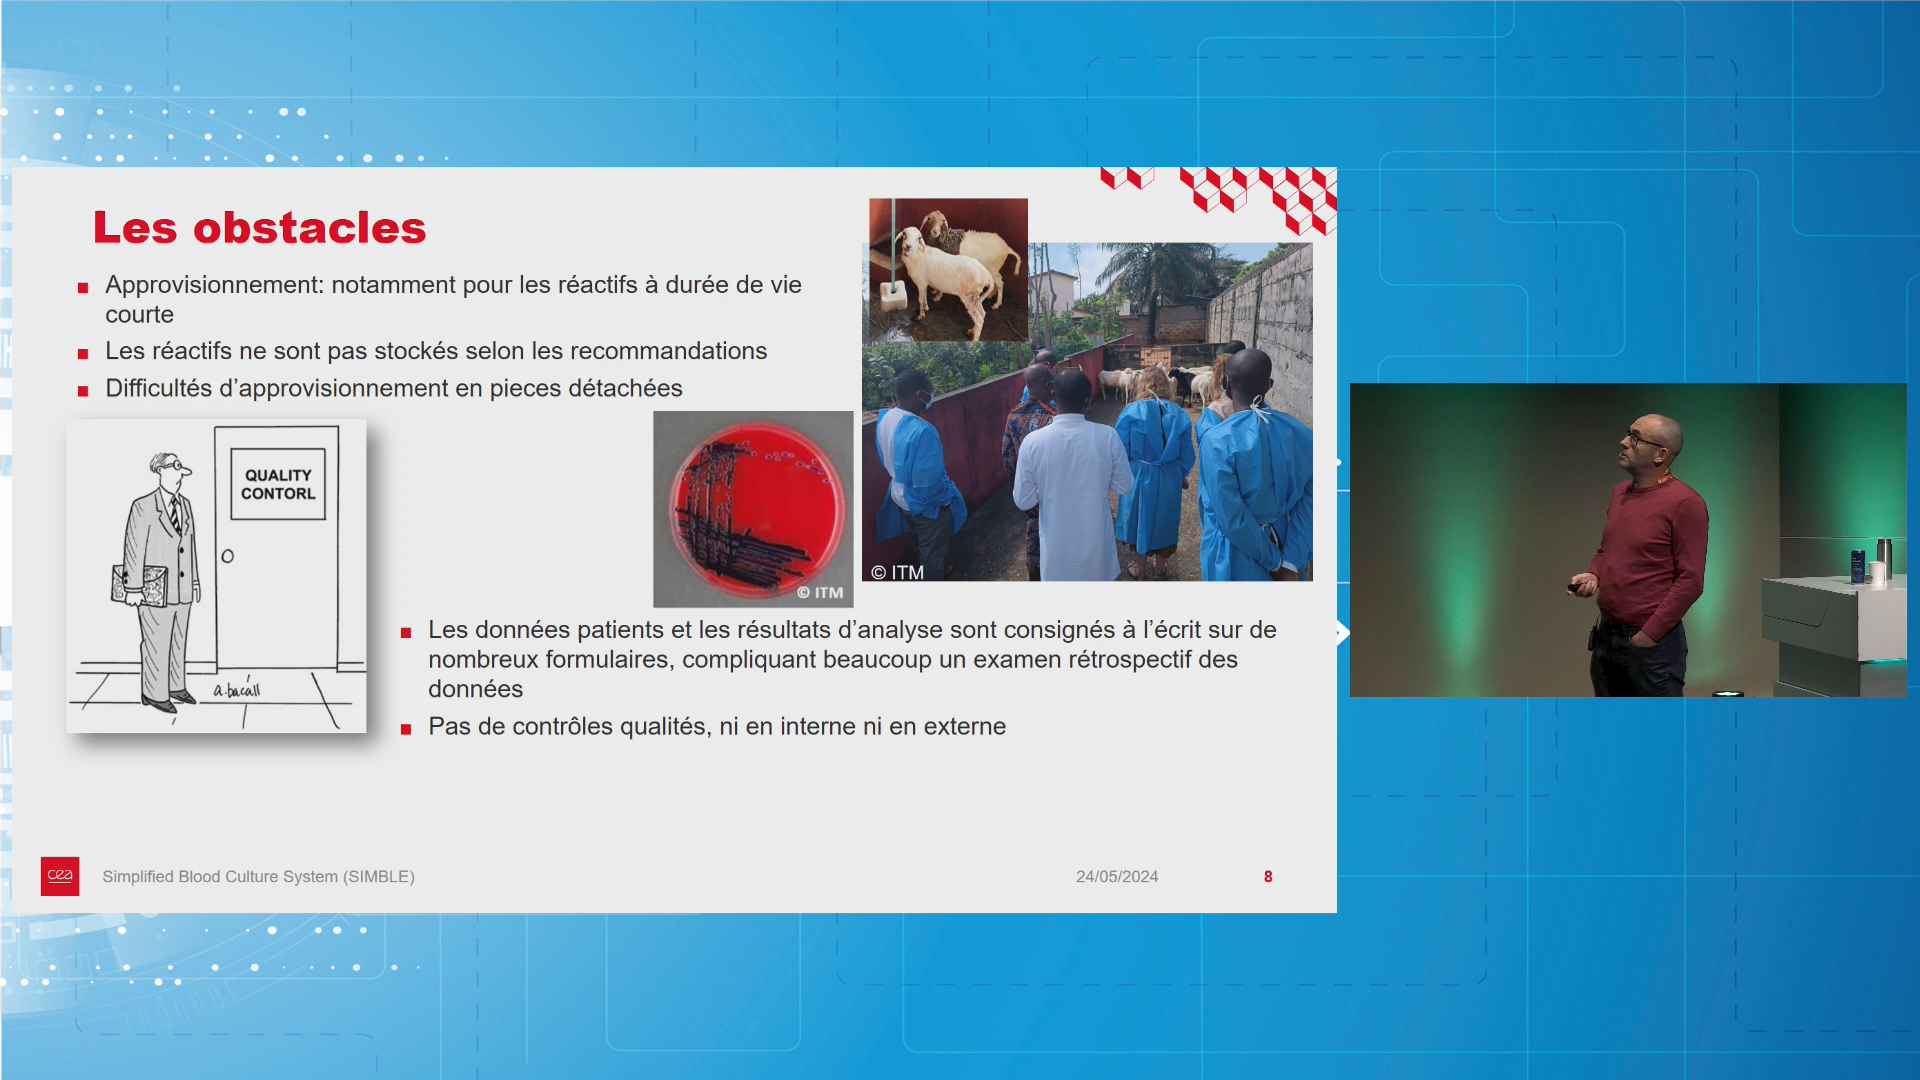 Les obstacles
Approvisionnement: notamment pour les réactifs à durée de vie
courte
Les réactifs ne sont pas stockés selon les recommandations
Difficultés d’approvisionnement en pieces détachées
QUALITY
CONTORL
a.bacall
© ITM
© ITM
Les données patients et les résultats d’analyse sont consignés à l’écrit sur de
nombreux formulaires, compliquant beaucoup un examen rétrospectif des
données
Pas de contrôles qualités, ni en interne ni en externe
cea
Simplified Blood Culture System (SIMBLE)
24/05/2024
8